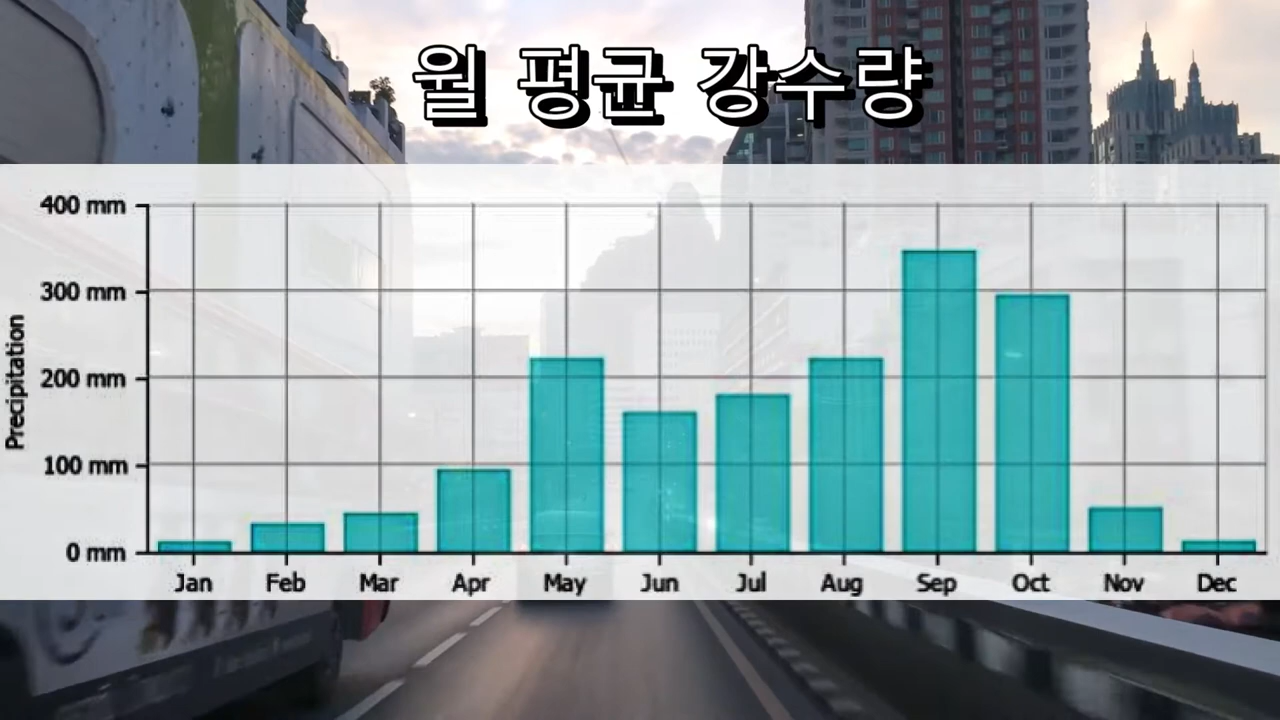 월 평균 강수량
400 mm
300 mm
200 mm
100 mm
0 mm
Precipitation
Jan Feb Mar Apr May Jun Jul Aug Sep Oct Nov Dec